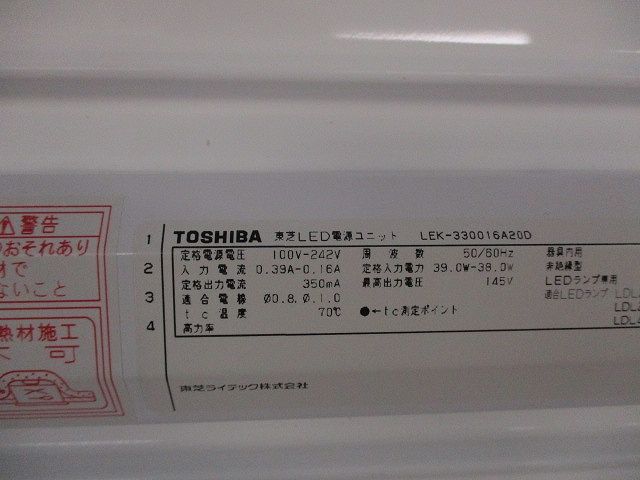 ⚠警告
のおそれあり
材で
ないこと
熱材施工
不可
1
2
3
4
TOSHIBA 東芝LED電源ユニット LEK-330016A20D
定格電源電圧 100V-242V 周波数 50/60Hz 器具内用
入力電流 0.39A-0.16A 定格入力電力 39.0W-38.0W 非絶縁型
定格出力電流 350mA 最高出力電圧 145V LEDランプ専用
適合電線 Ø0.8,Ø1.0 適合LEDランプ:LDL
tc温度 70℃ ●←tc測定ポイント LDL
高力率 LDL
東芝ライテック株式会社